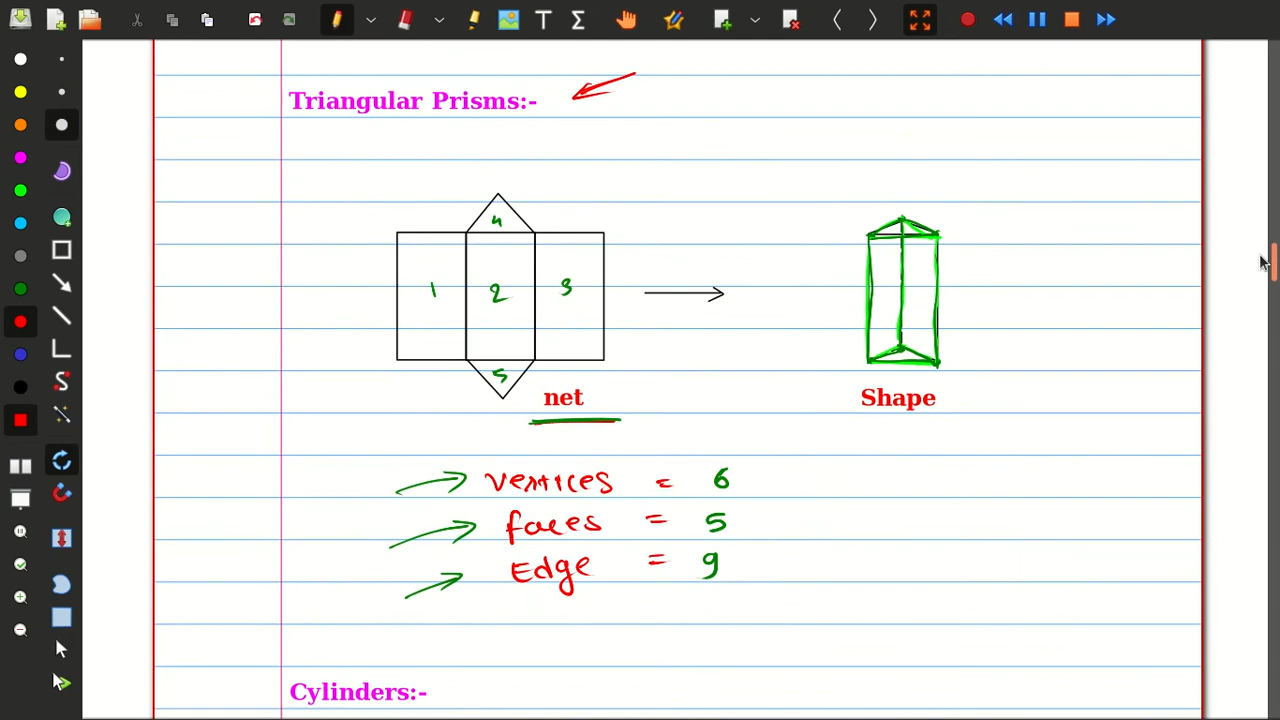 Triangular Prisms:-
4
1 2 3
5
net
Shape
vertices = 6
faces = 5
Edge = 9
Cylinders:-